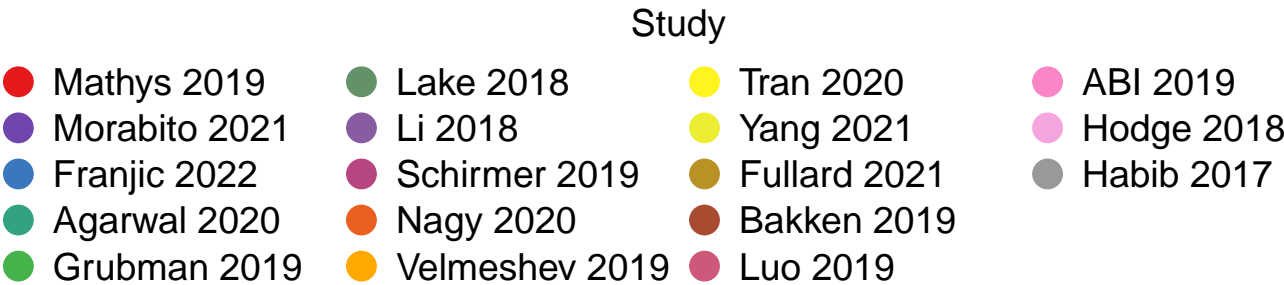 Study
Mathys 2019
Morabito 2021
Franjic 2022
Agarwal 2020
Grubman 2019
Lake 2018
Li 2018
Schirmer 2019
Nagy 2020
Velmeshev 2019
Tran 2020
Yang 2021
Fullard 2021
Bakken 2019
Luo 2019
ABI 2019
Hodge 2018
Habib 2017